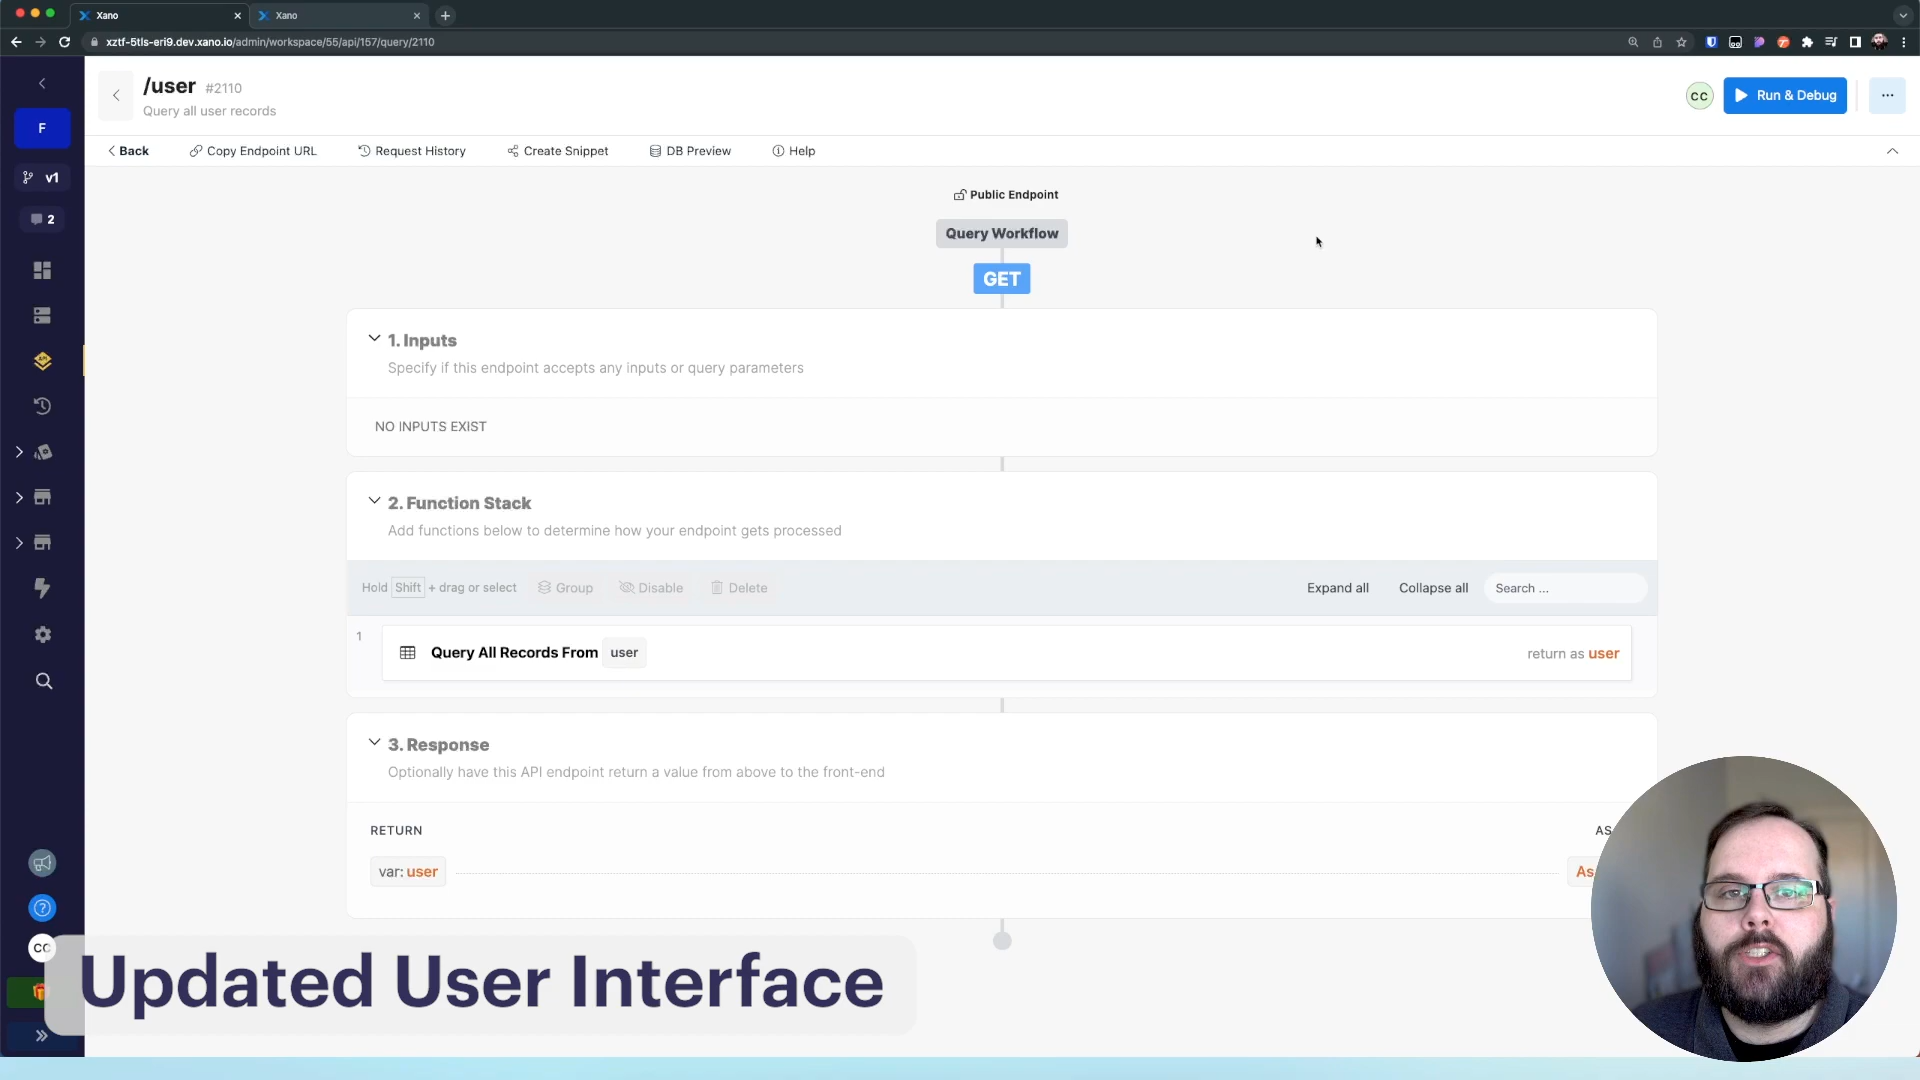 Xano
Xano
xztf-5tls-eri9.dev.xano.io/admin/workspace/55/api/157/query/2110
F
v1
2
/user #2110
Query all user records
CC
Run & Debug
Back
Copy Endpoint URL
Request History
Create Snippet
DB Preview
Help
Public Endpoint
Query Workflow
GET
1. Inputs
Specify if this endpoint accepts any inputs or query parameters
NO INPUTS EXIST
2. Function Stack
Add functions below to determine how your endpoint gets processed
Hold Shift + drag or select
Group
Disable
Delete
Expand all
Collapse all
Search ...
1
Query All Records From user
return as user
3. Response
Optionally have this API endpoint return a value from above to the front-end
RETURN
AS
var: user
As
CC
Updated User Interface